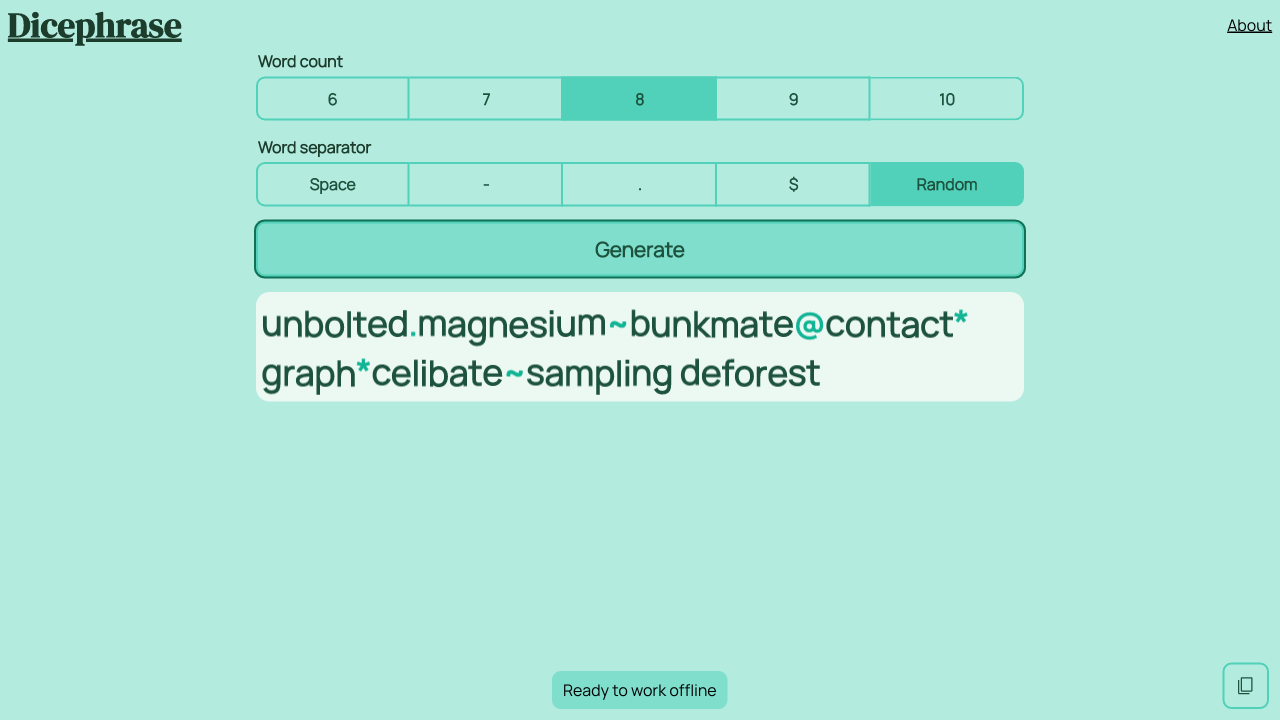 Dicephrase
About
Word count
6 7 8 9 10
Word separator
Space - . $ Random
Generate
unbolted.magnesium~bunkmate@contact*
graph*celibate~sampling deforest
Ready to work offline